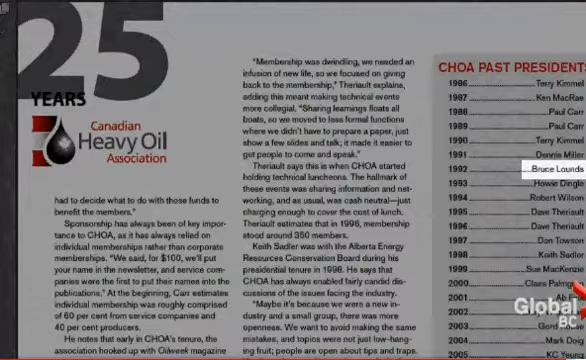 25
YEARS
Canadian
Heavy Oil
Association
had to decide what to do with those funds to
benefit the members."
Sponsorship has always been of key impor-
tance to CHOA, as it has always relied on
individual memberships rather than corporate
memberships. "We said, for $100, we'll put
your name in the newsletter, and service com-
panies were the first to put their names into the
publications." At the beginning, Carr estimates
individual membership was roughly comprised
of 60 per cent from service companies and
40 per cent producers.
He notes that early in CHOA's tenure, the
association hooked up with Oilweek magazine
"Membership was dwindling, we needed an
infusion of new life, so we focused on giving
back to the membership," Theriault explains,
adding this meant making technical events
more collegial. "Sharing learnings floats all
boats, so we moved to less formal functions
where we didn't have to prepare a paper, just
show a few slides and talk; it made it easier to
get people to come and speak."
Theriault says this is when CHOA started
holding technical luncheons. The hallmark of
these events was sharing information and net-
working, and as usual, was cash neutral—just
charging enough to cover the cost of lunch.
Theriault estimates that in 1996, membership
stood around 350 members.
Keith Sadler was with the Alberta Energy
Resources Conservation Board during his
presidential tenure in 1998. He says that
CHOA has always enabled fairly candid dis-
cussions of the issues facing the industry.
"Maybe it's because we were a new in-
dustry and a small group, there was more
openness. We want to avoid making the same
mistakes, and topics were not just low-hang-
ing fruit; people are open about tips and traps.
CHOA PAST PRESIDENTS
1986 Terry Kimmel
1987 Ken MacRae
1988 Paul Carr
1989 Paul Carr
1990 Terry Kimmel
1991 Dennis Miller
1992 Bruce Lounds
1993 Howie Dingle
1994 Robert Wilson
1995 Dave Theriault
1996 Dave Theriault
1997 Don Towson
1998 Keith Sadler
1999 Sue MacKenzie
2000 Claes Palmgren
2001
2002
2003
2004 Mark Dog
2005 KC Yeung
Global
BC